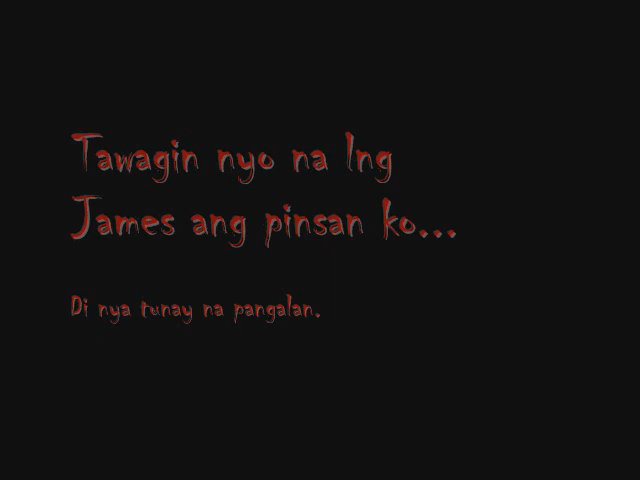 Tawagin nyo na lng
James ang pinsan ko...
Di nya tunay na pangalan.